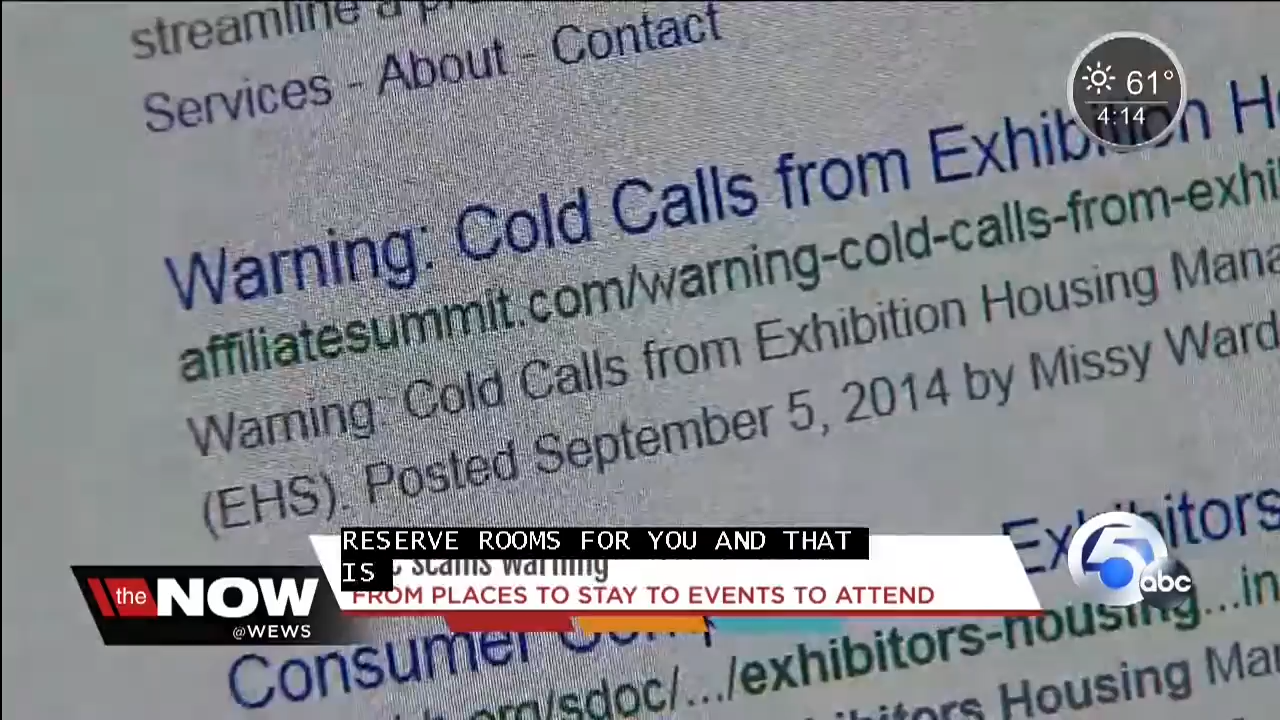 streamline a
Services - About - Contact
61°
4:14
Warning: Cold Calls from Exhibition
affiliatesummit.com/warning-cold-calls-from-exhi
Warning: Cold Calls from Exhibition Housing Mana
(EHS). Posted September 5, 2014 by Missy Ward
Exhibitors
RESERVE ROOMS FOR YOU AND THAT
IS
scams warning
FROM PLACES TO STAY TO EVENTS TO ATTEND
the NOW
@WEWS
5 abc
Consumer
/sdoc/.../exhibitors-housing...in
Exhibitors Housing Ma